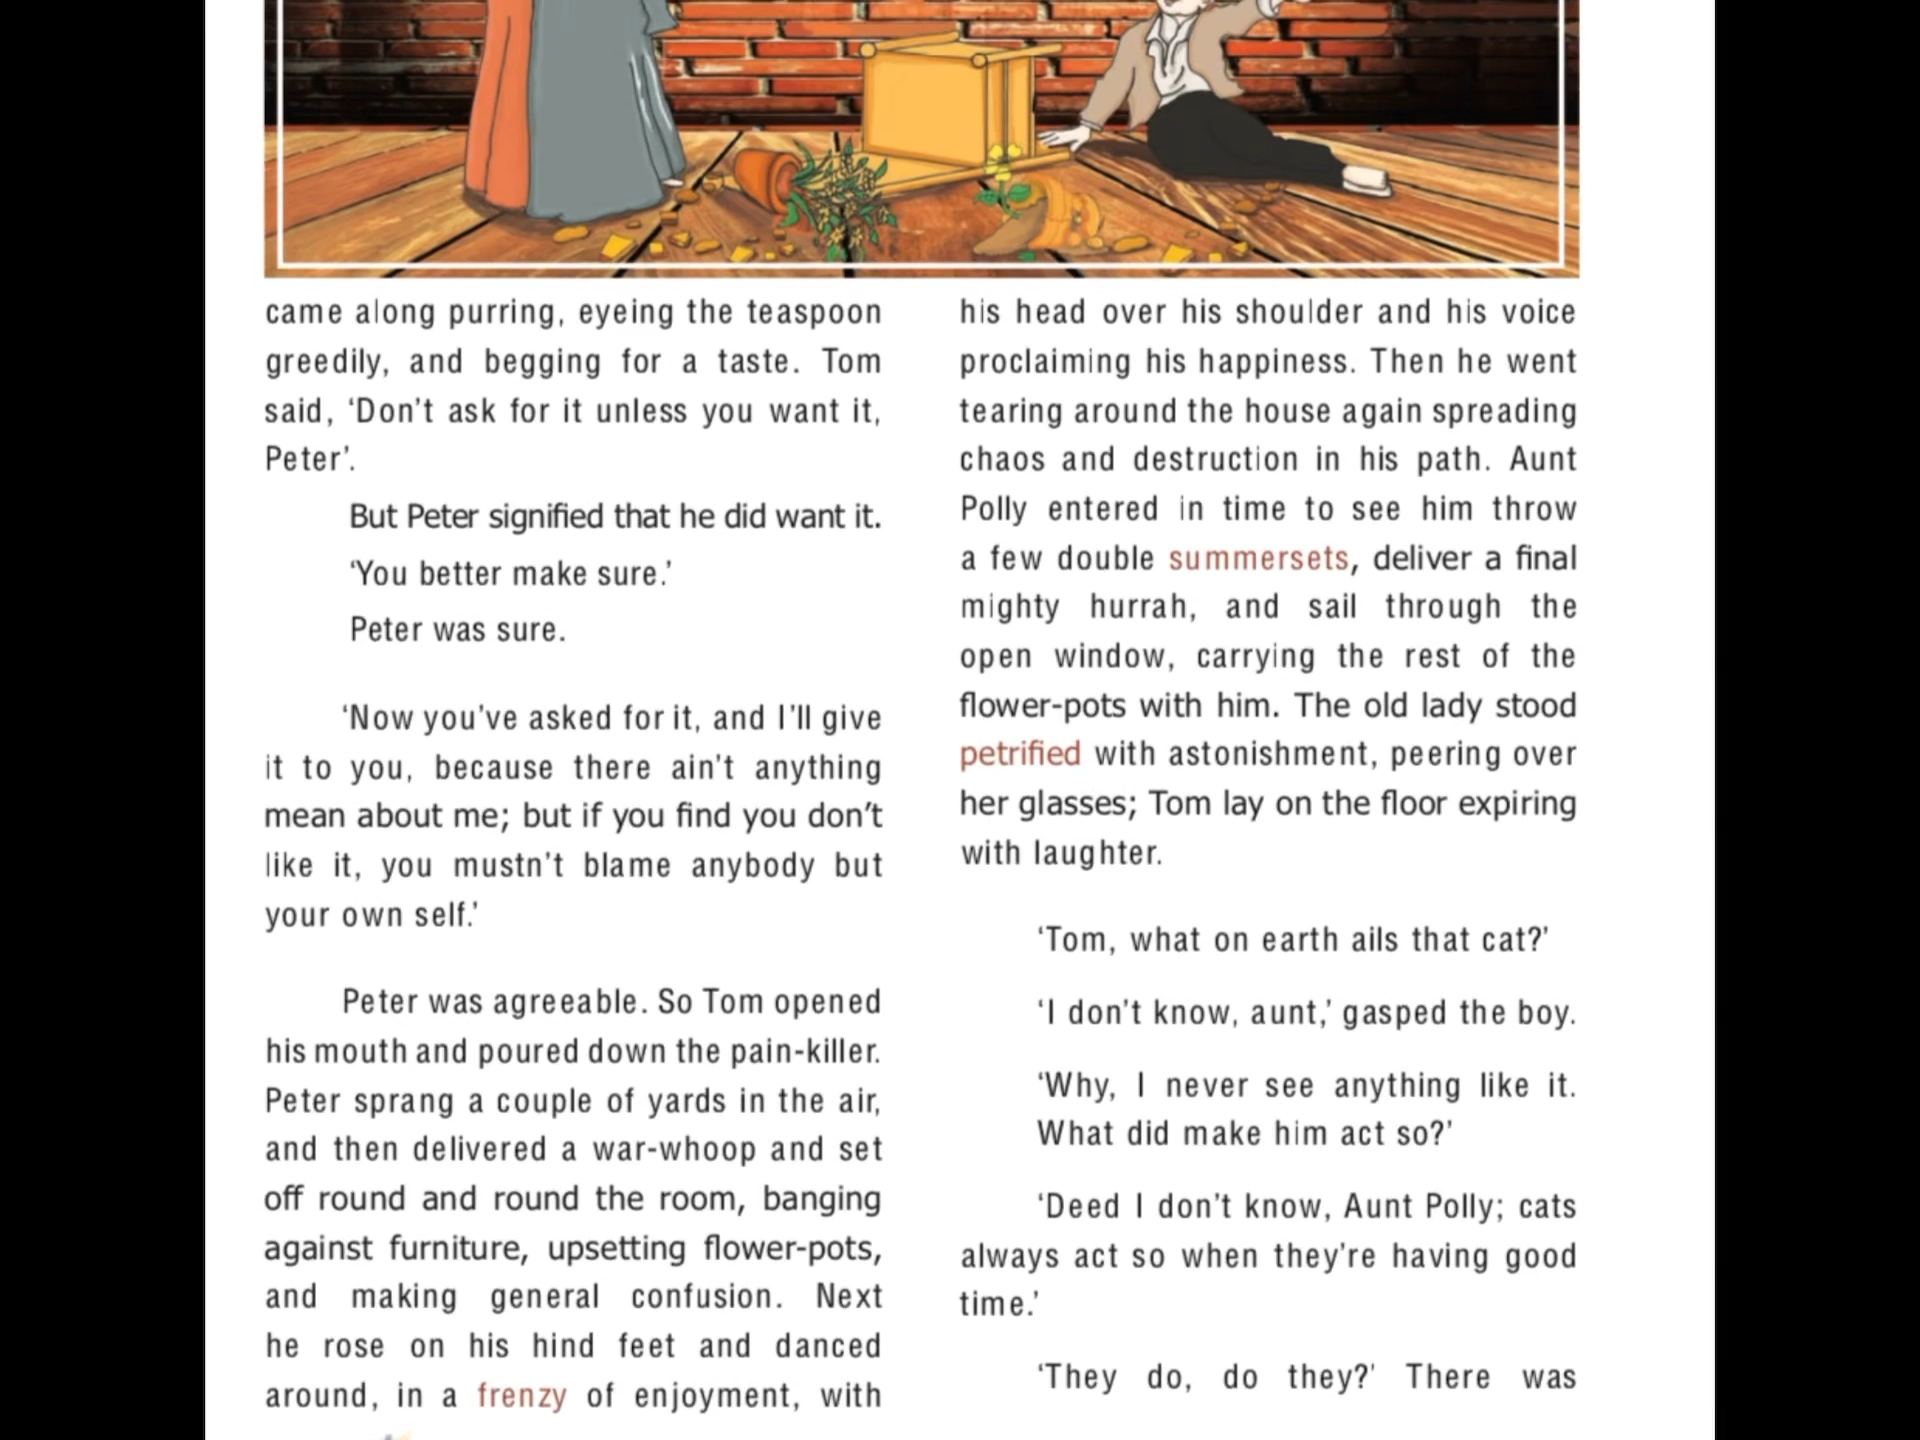 came along purring, eyeing the teaspoon
greedily, and begging for a taste. Tom
said, ‘Don’t ask for it unless you want it,
Peter’.
But Peter signified that he did want it.
‘You better make sure.’
Peter was sure.
‘Now you’ve asked for it, and I’ll give
it to you, because there ain’t anything
mean about me; but if you find you don’t
like it, you mustn’t blame anybody but
your own self.’
Peter was agreeable. So Tom opened
his mouth and poured down the pain-killer.
Peter sprang a couple of yards in the air,
and then delivered a war-whoop and set
off round and round the room, banging
against furniture, upsetting flower-pots,
and making general confusion. Next
he rose on his hind feet and danced
around, in a frenzy of enjoyment, with
his head over his shoulder and his voice
proclaiming his happiness. Then he went
tearing around the house again spreading
chaos and destruction in his path. Aunt
Polly entered in time to see him throw
a few double summersets, deliver a final
mighty hurrah, and sail through the
open window, carrying the rest of the
flower-pots with him. The old lady stood
petrified with astonishment, peering over
her glasses; Tom lay on the floor expiring
with laughter.
‘Tom, what on earth ails that cat?’
‘I don’t know, aunt,’ gasped the boy.
‘Why, I never see anything like it.
What did make him act so?’
‘Deed I don’t know, Aunt Polly; cats
always act so when they’re having good
time.’
‘They do, do they?’ There was